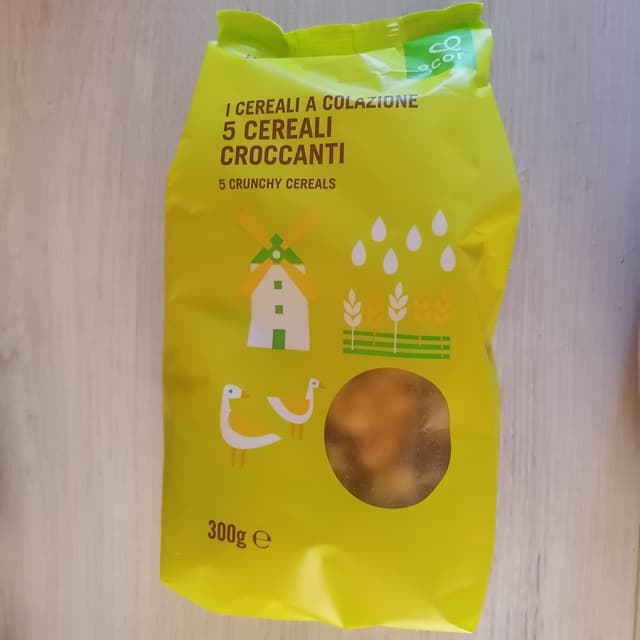 ecor
I CEREALI A COLAZIONE
5 CEREALI
CROCCANTI
5 CRUNCHY CEREALS
300g ℮